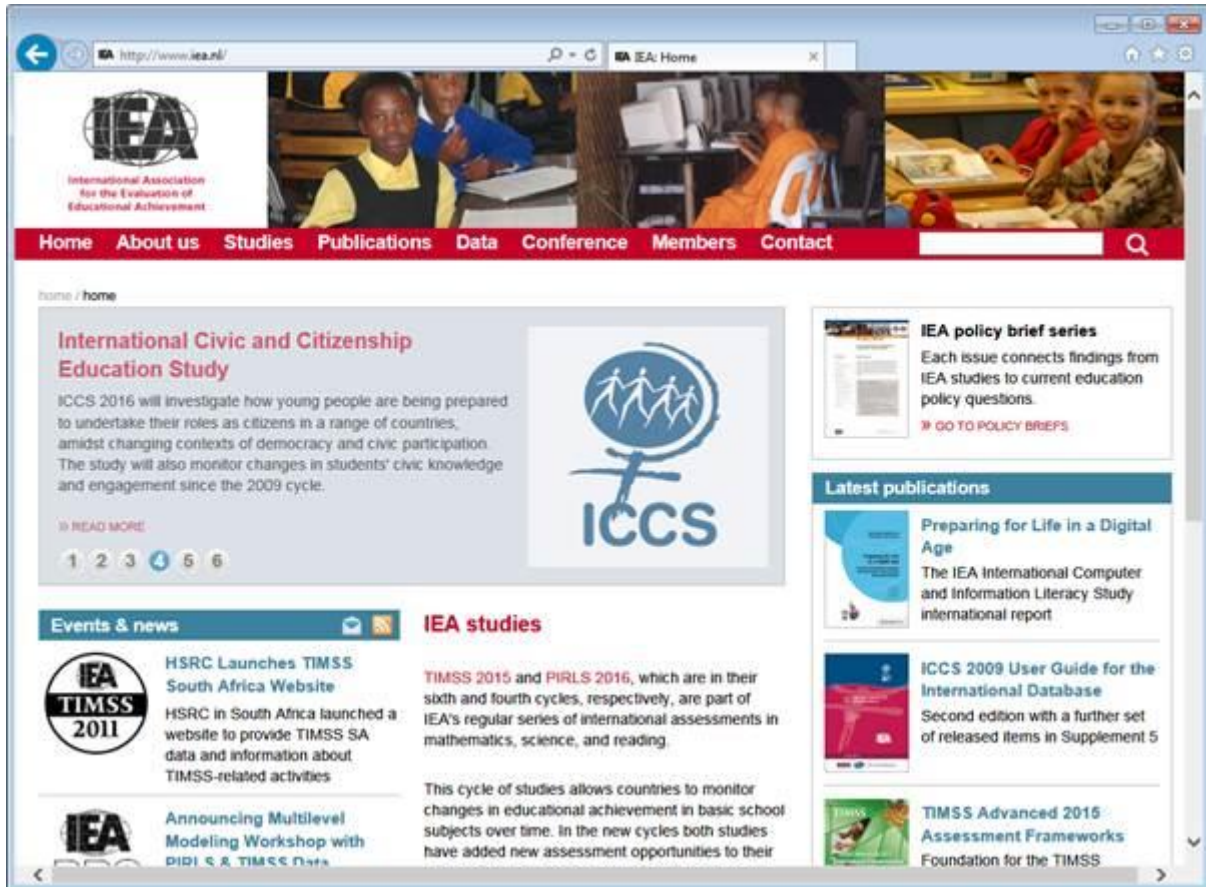 IEA http://www.iea.nl/
IEA IEA: Home
IEA
International Association
for the Evaluation of
Educational Achievement
Home About us Studies Publications Data Conference Members Contact
home / home
International Civic and Citizenship
Education Study
ICCS 2016 will investigate how young people are being prepared
to undertake their roles as citizens in a range of countries,
amidst changing contexts of democracy and civic participation.
The study will also monitor changes in students' civic knowledge
and engagement since the 2009 cycle.
» READ MORE
1 2 3 4 5 6
ICCS
IEA policy brief series
Each issue connects findings from
IEA studies to current education
policy questions.
» GO TO POLICY BRIEFS
Events & news
IEA
TIMSS
2011
HSRC Launches TIMSS
South Africa Website
HSRC in South Africa launched a
website to provide TIMSS SA
data and information about
TIMSS-related activities
IEA
Announcing Multilevel
Modeling Workshop with
PIRLS & TIMSS Data
IEA studies
TIMSS 2015 and PIRLS 2016, which are in their
sixth and fourth cycles, respectively, are part of
IEA's regular series of international assessments in
mathematics, science, and reading.
This cycle of studies allows countries to monitor
changes in educational achievement in basic school
subjects over time. In the new cycles both studies
have added new assessment opportunities to their
Latest publications
Preparing for Life in a Digital
Age
The IEA International Computer
and Information Literacy Study
international report
ICCS 2009 User Guide for the
International Database
Second edition with a further set
of released items in Supplement 5
IEA
TIMSS
TIMSS Advanced 2015
Assessment Frameworks
Foundation for the TIMSS